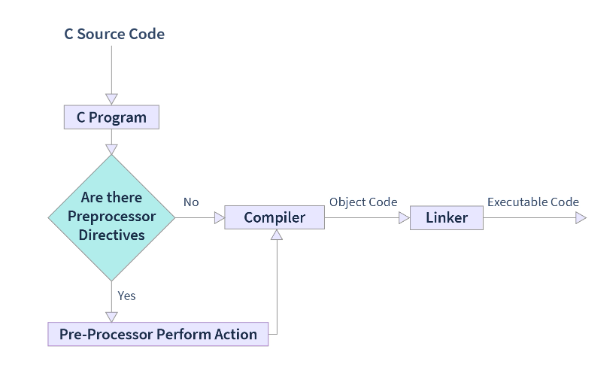 C Source Code
C Program
Are there
Preprocessor
Directives
No
Compiler
Object Code
Linker
Executable Code
Yes
Pre-Processor Perform Action